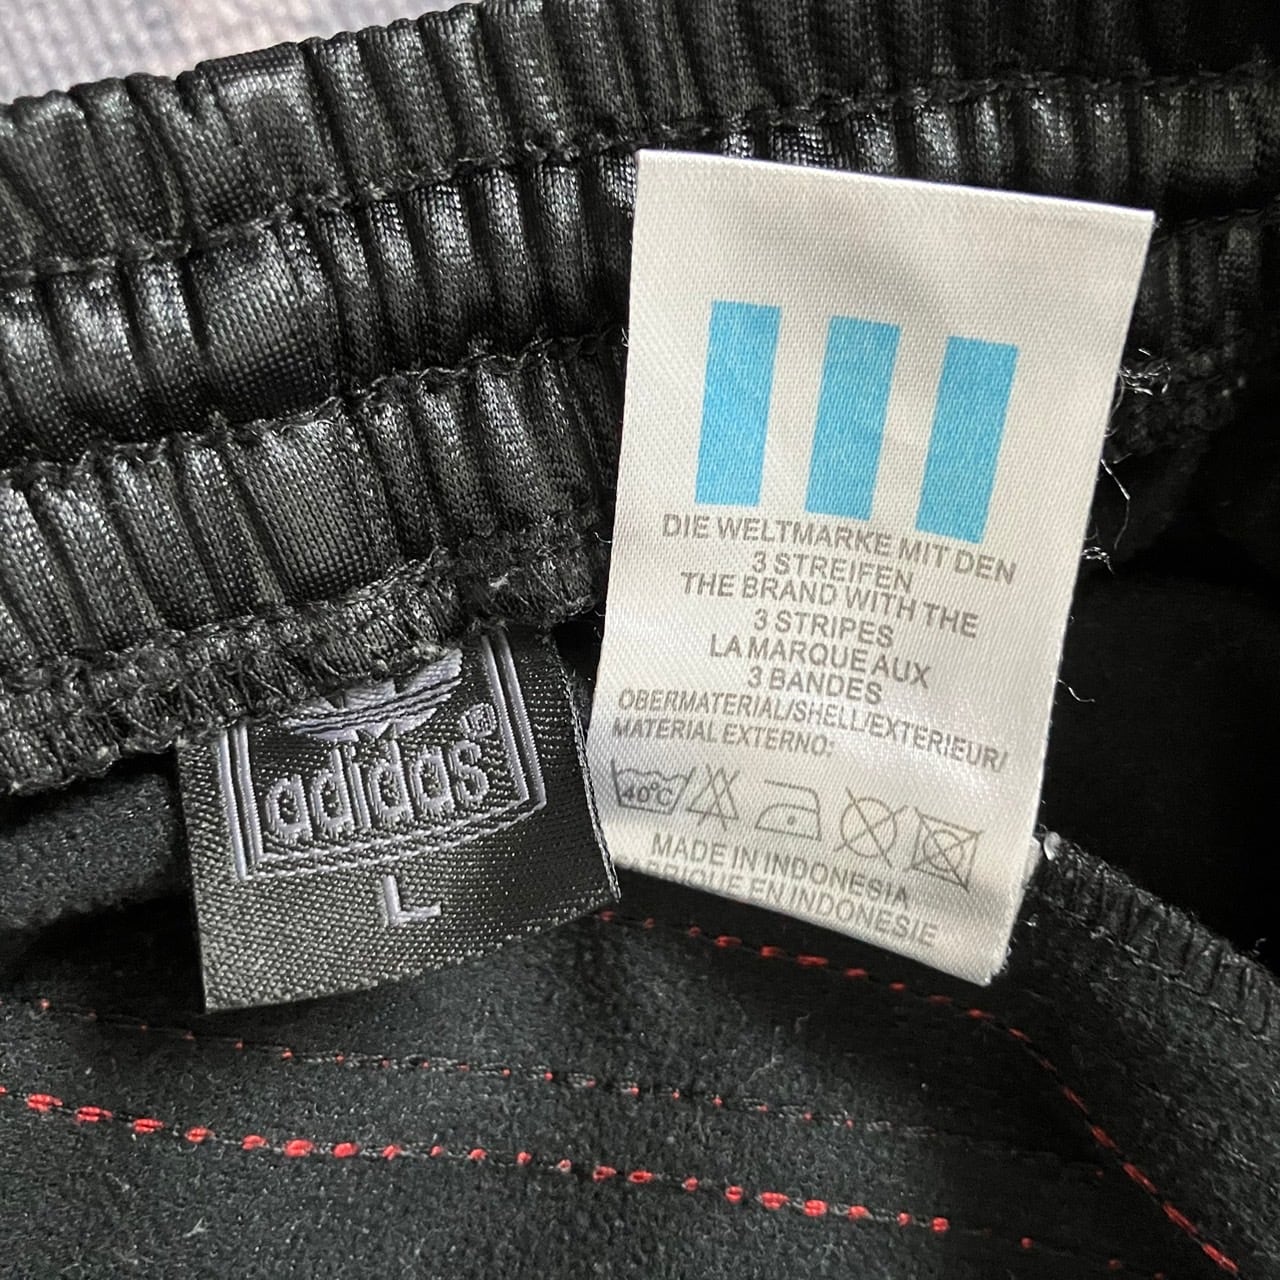 DIE WELTMARKE MIT DEN
3 STREIFEN
THE BRAND WITH THE
3 STRIPES
LA MARQUE AUX
3 BANDES
OBERMATERIAL/SHELL/EXTERIEUR/
MATERIAL EXTERNO:
40°C
MADE IN INDONESIA
FABRIQUE EN INDONESIE
adidas®
L